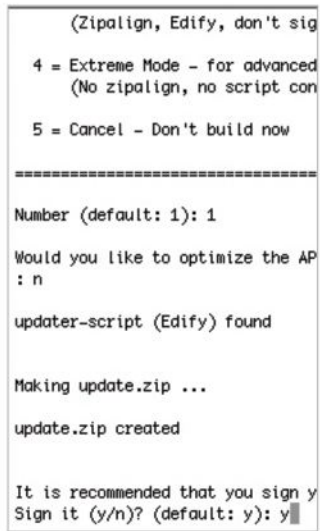 (Zipalign, Edify, don't sig
4 = Extreme Mode – for advanced
(No zipalign, no script con
5 = Cancel – Don't build now
=================================
Number (default: 1): 1
Would you like to optimize the AP
: n
updater-script (Edify) found
Making update.zip ...
update.zip created
It is recommended that you sign y
Sign it (y/n)? (default: y): y